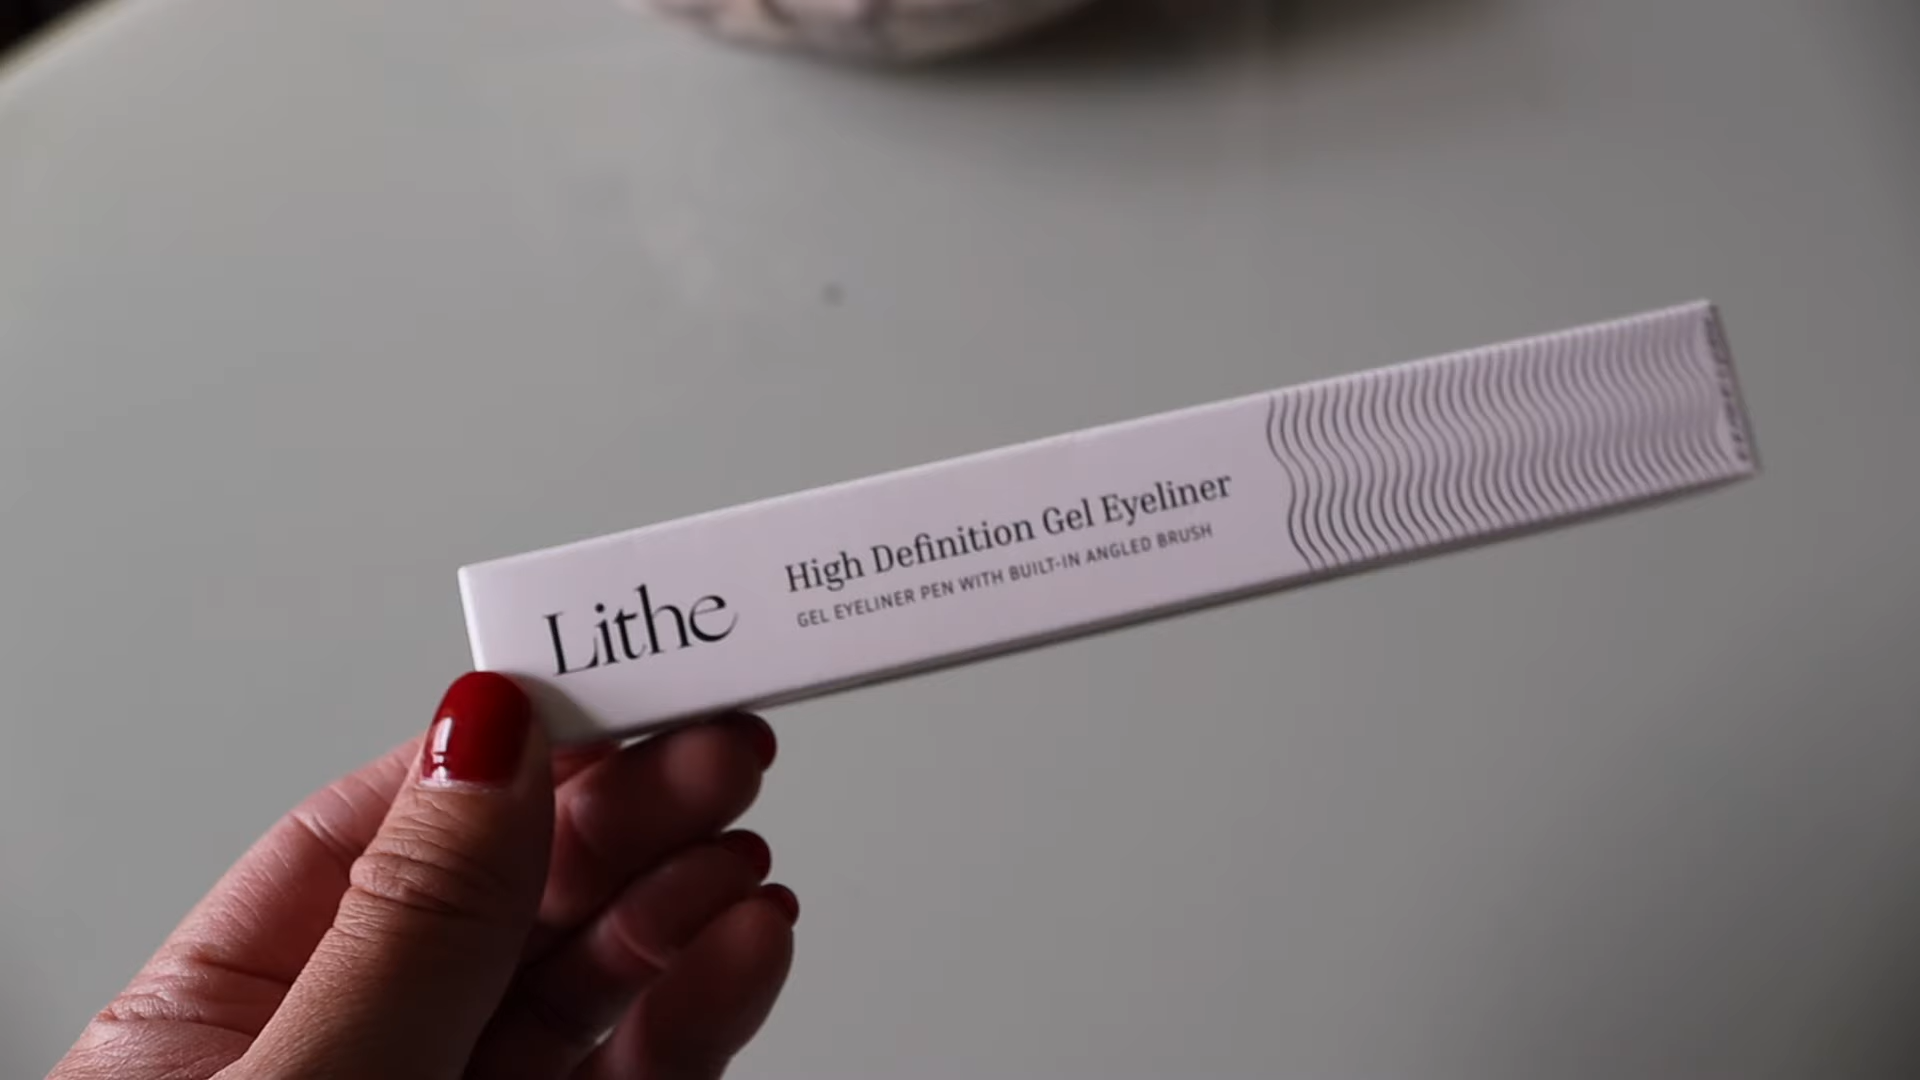 Lithe
High Definition Gel Eyeliner
GEL EYELINER PEN WITH BUILT-IN ANGLED BRUSH